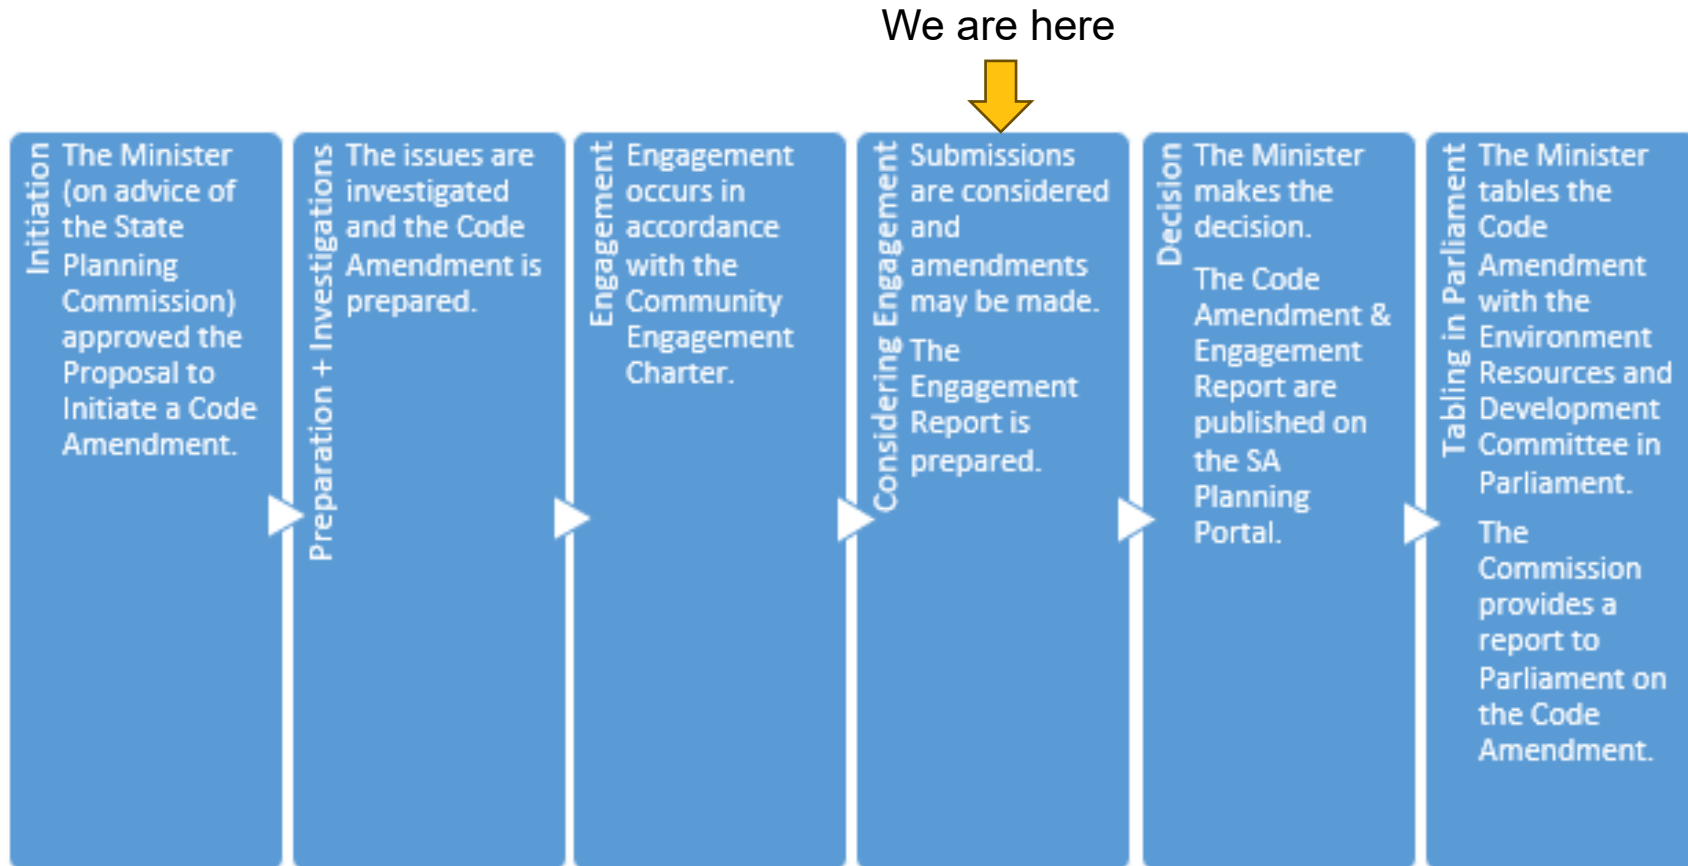 We are here
Initiation
The Minister
(on advice of
the State
Planning
Commission)
approved the
Proposal to
Initiate a Code
Amendment.
Preparation + Investigations
The issues are
investigated
and the Code
Amendment is
prepared.
Engagement
Engagement
occurs in
accordance
with the
Community
Engagement
Charter.
Considering Engagement
Submissions
are considered
and
amendments
may be made.
The
Engagement
Report is
prepared.
Decision
The Minister
makes the
decision.
The Code
Amendment &
Engagement
Report are
published on
the SA
Planning
Portal.
Tabling in Parliament
The Minister
tables the
Code
Amendment
with the
Environment
Resources and
Development
Committee in
Parliament.
The
Commission
provides a
report to
Parliament on
the Code
Amendment.